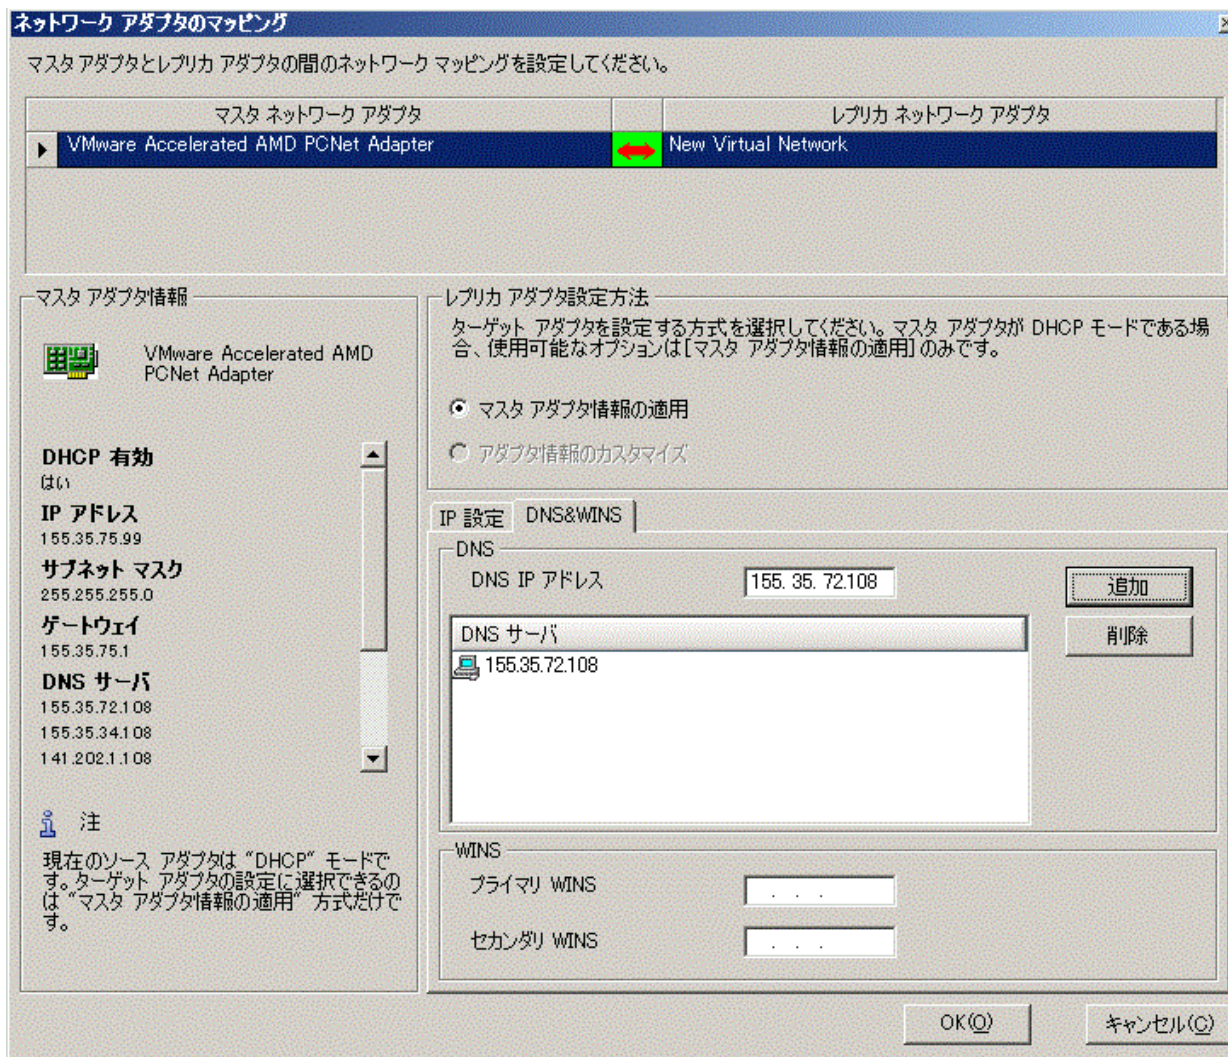 ネットワーク アダプタのマッピング
マスタ アダプタとレプリカ アダプタの間のネットワーク マッピングを設定してください。
マスタ ネットワーク アダプタ
レプリカ ネットワーク アダプタ
VMware Accelerated AMD PCNet Adapter
New Virtual Network
マスタ アダプタ情報
VMware Accelerated AMD
PCNet Adapter
DHCP 有効
はい
IP アドレス
155.35.75.99
サブネット マスク
255.255.255.0
ゲートウェイ
155.35.75.1
DNS サーバ
155.35.72.108
155.35.34.108
141.202.1.108
注
現在のソース アダプタは "DHCP" モードで
す。ターゲット アダプタの設定に選択できるの
は "マスタ アダプタ情報の適用" 方式だけで
す。
レプリカ アダプタ設定方法
ターゲット アダプタを設定する方式を選択してください。マスタ アダプタが DHCP モードである場
合、使用可能なオプションは[マスタ アダプタ情報の適用]のみです。
マスタ アダプタ情報の適用
アダプタ情報のカスタマイズ
IP 設定
DNS&WINS
DNS
DNS IP アドレス
155. 35. 72.108
追加
DNS サーバ
削除
155.35.72.108
WINS
プライマリ WINS
. . .
セカンダリ WINS
. . .
OK(O)
キャンセル(C)